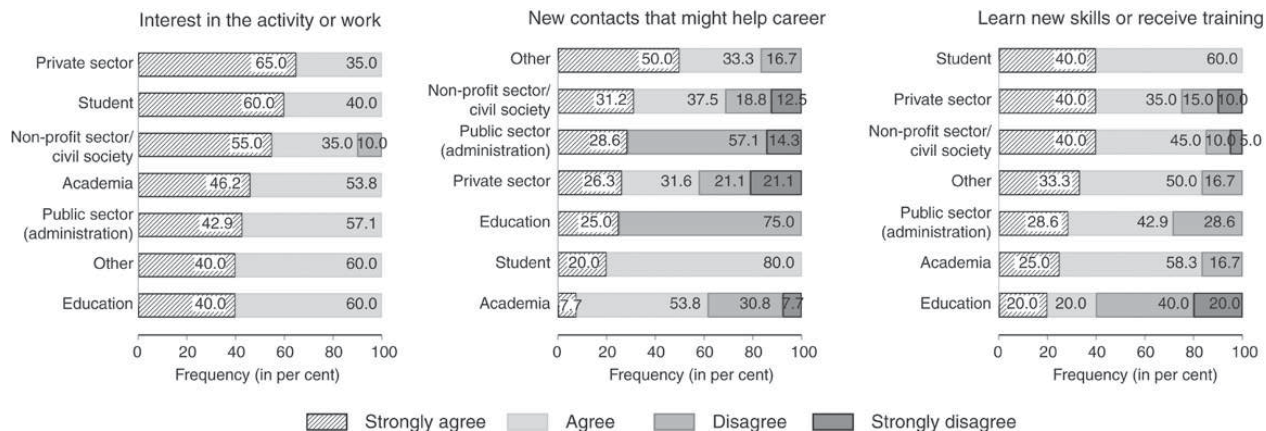 Interest in the activity or work
Private sector 65.0 35.0
Student 60.0 40.0
Non-profit sector/
civil society 55.0 35.0 10.0
Academia 46.2 53.8
Public sector
(administration) 42.9 57.1
Other 40.0 60.0
Education 40.0 60.0
0 20 40 60 80 100
Frequency (in per cent)
New contacts that might help career
Other 50.0 33.3 16.7
Non-profit sector/
civil society 31.2 37.5 18.8 12.5
Public sector
(administration) 28.6 57.1 14.3
Private sector 26.3 31.6 21.1 21.1
Education 25.0 75.0
Student 20.0 80.0
Academia 7.7 53.8 30.8 7.7
0 20 40 60 80 100
Frequency (in per cent)
Learn new skills or receive training
Student 40.0 60.0
Private sector 40.0 35.0 15.0 10.0
Non-profit sector/
civil society 40.0 45.0 10.0 5.0
Other 33.3 50.0 16.7
Public sector
(administration) 28.6 42.9 28.6
Academia 25.0 58.3 16.7
Education 20.0 20.0 40.0 20.0
0 20 40 60 80 100
Frequency (in per cent)
Strongly agree Agree Disagree Strongly disagree